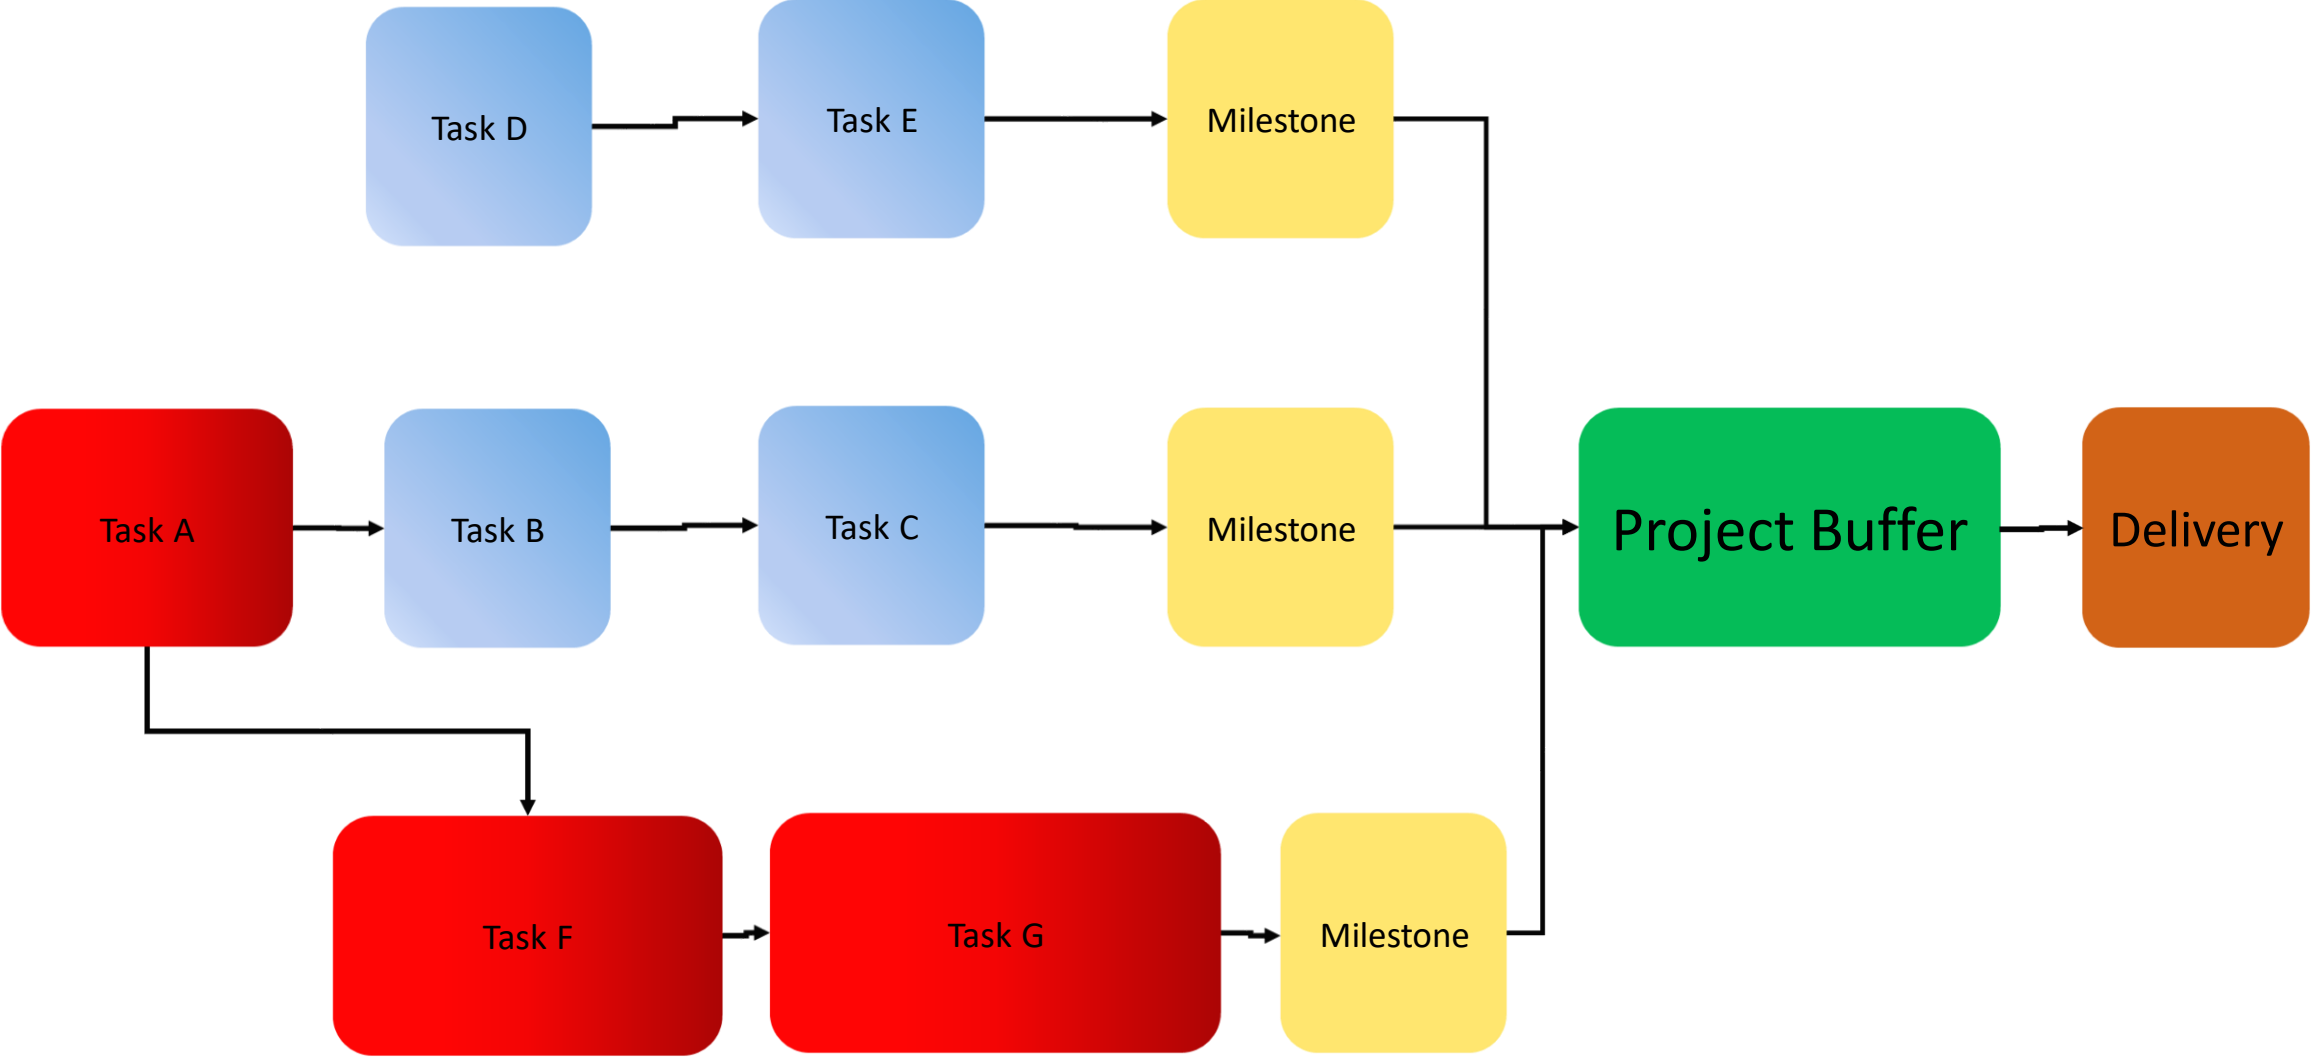 Task D
Task E
Milestone
Task A
Task B
Task C
Milestone
Project Buffer
Delivery
Task F
Task G
Milestone